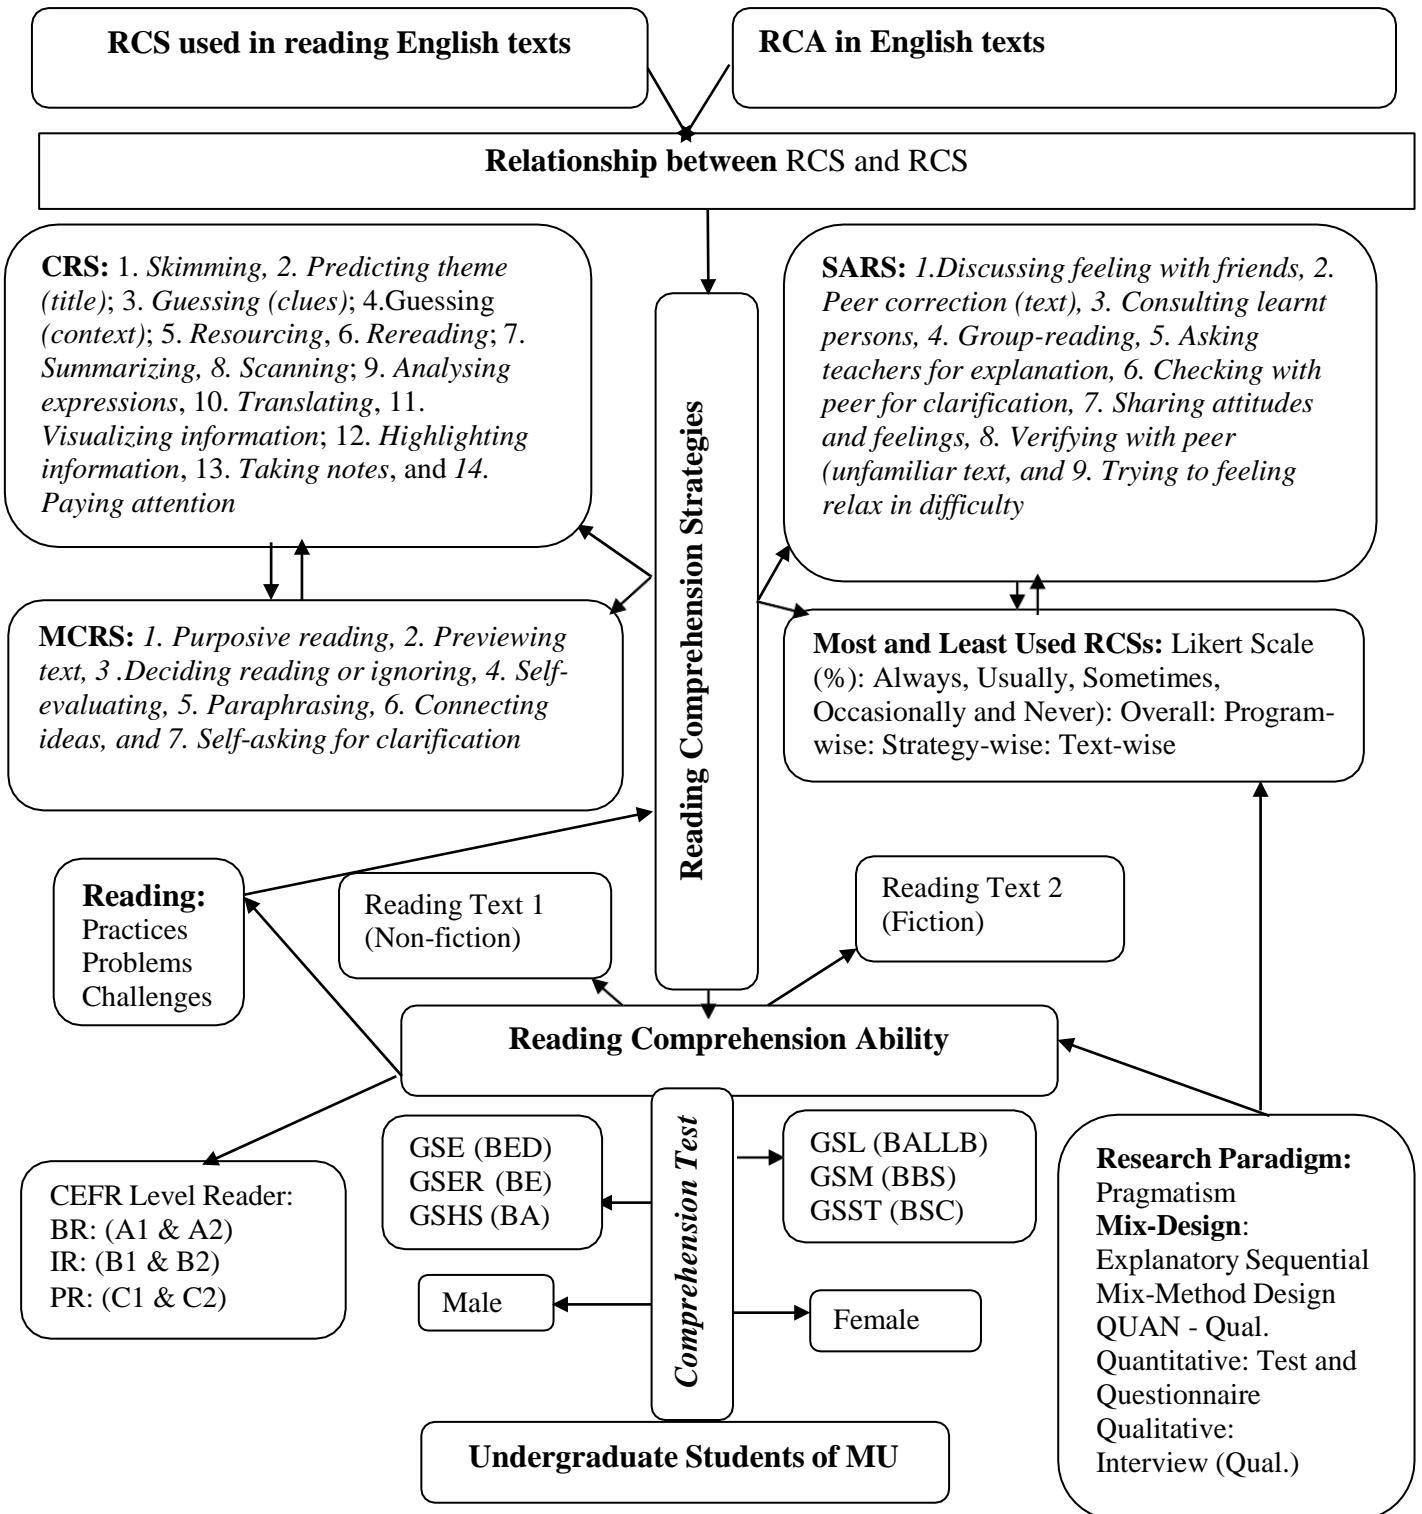 RCS used in reading English texts
RCA in English texts
Relationship between RCS and RCS
CRS: 1. Skimming, 2. Predicting theme
(title); 3. Guessing (clues); 4.Guessing
(context); 5. Resourcing, 6. Rereading; 7.
Summarizing, 8. Scanning; 9. Analysing
expressions, 10. Translating, 11.
Visualizing information; 12. Highlighting
information, 13. Taking notes, and 14.
Paying attention
SARS: 1.Discussing feeling with friends, 2.
Peer correction (text), 3. Consulting learnt
persons, 4. Group-reading, 5. Asking
teachers for explanation, 6. Checking with
peer for clarification, 7. Sharing attitudes
and feelings, 8. Verifying with peer
(unfamiliar text, and 9. Trying to feeling
relax in difficulty
Reading Comprehension Strategies
MCRS: 1. Purposive reading, 2. Previewing
text, 3 .Deciding reading or ignoring, 4. Self-
evaluating, 5. Paraphrasing, 6. Connecting
ideas, and 7. Self-asking for clarification
Most and Least Used RCSs: Likert Scale
(%): Always, Usually, Sometimes,
Occasionally and Never): Overall: Program-
wise: Strategy-wise: Text-wise
Reading:
Practices
Problems
Challenges
Reading Text 1
(Non-fiction)
Reading Text 2
(Fiction)
Reading Comprehension Ability
Comprehension Test
GSE (BED)
GSER (BE)
GSHS (BA)
GSL (BALLB)
GSM (BBS)
GSST (BSC)
CEFR Level Reader:
BR: (A1 & A2)
IR: (B1 & B2)
PR: (C1 & C2)
Male
Female
Research Paradigm:
Pragmatism
Mix-Design:
Explanatory Sequential
Mix-Method Design
QUAN - Qual.
Quantitative: Test and
Questionnaire
Qualitative:
Interview (Qual.)
Undergraduate Students of MU